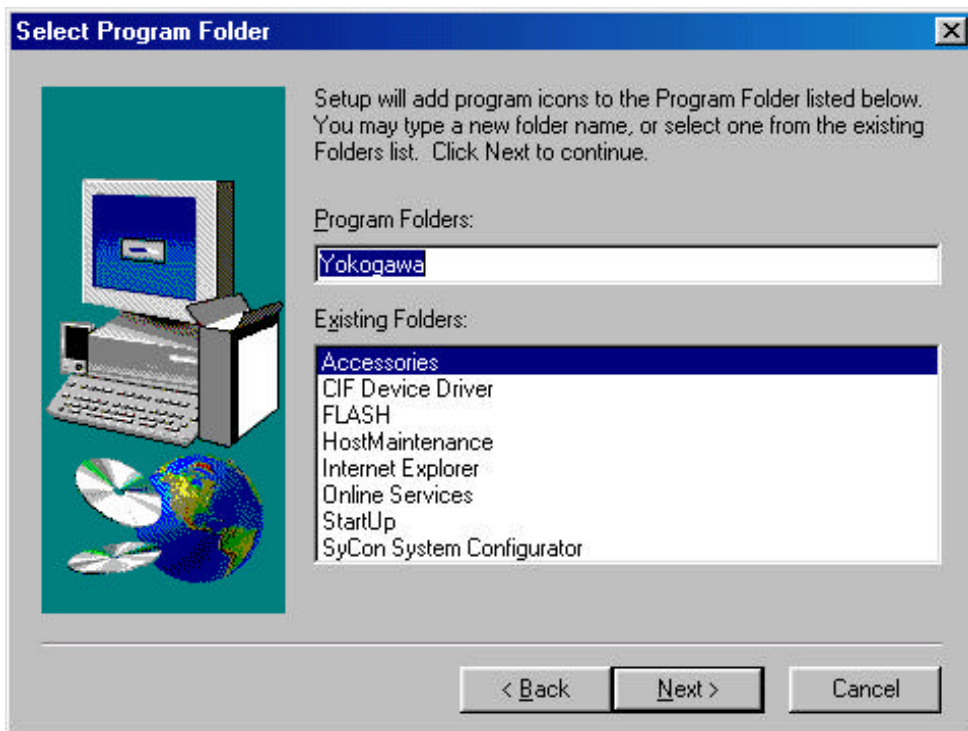 Select Program Folder
Setup will add program icons to the Program Folder listed below.
You may type a new folder name, or select one from the existing
Folders list.  Click Next to continue.
Program Folders:
Yokogawa
Existing Folders:
Accessories
CIF Device Driver
FLASH
HostMaintenance
Internet Explorer
Online Services
StartUp
SyCon System Configurator
< Back
Next >
Cancel